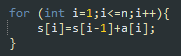 for (int i=1;i<=n;i++){
s[i]=s[i-1]+a[i];
}